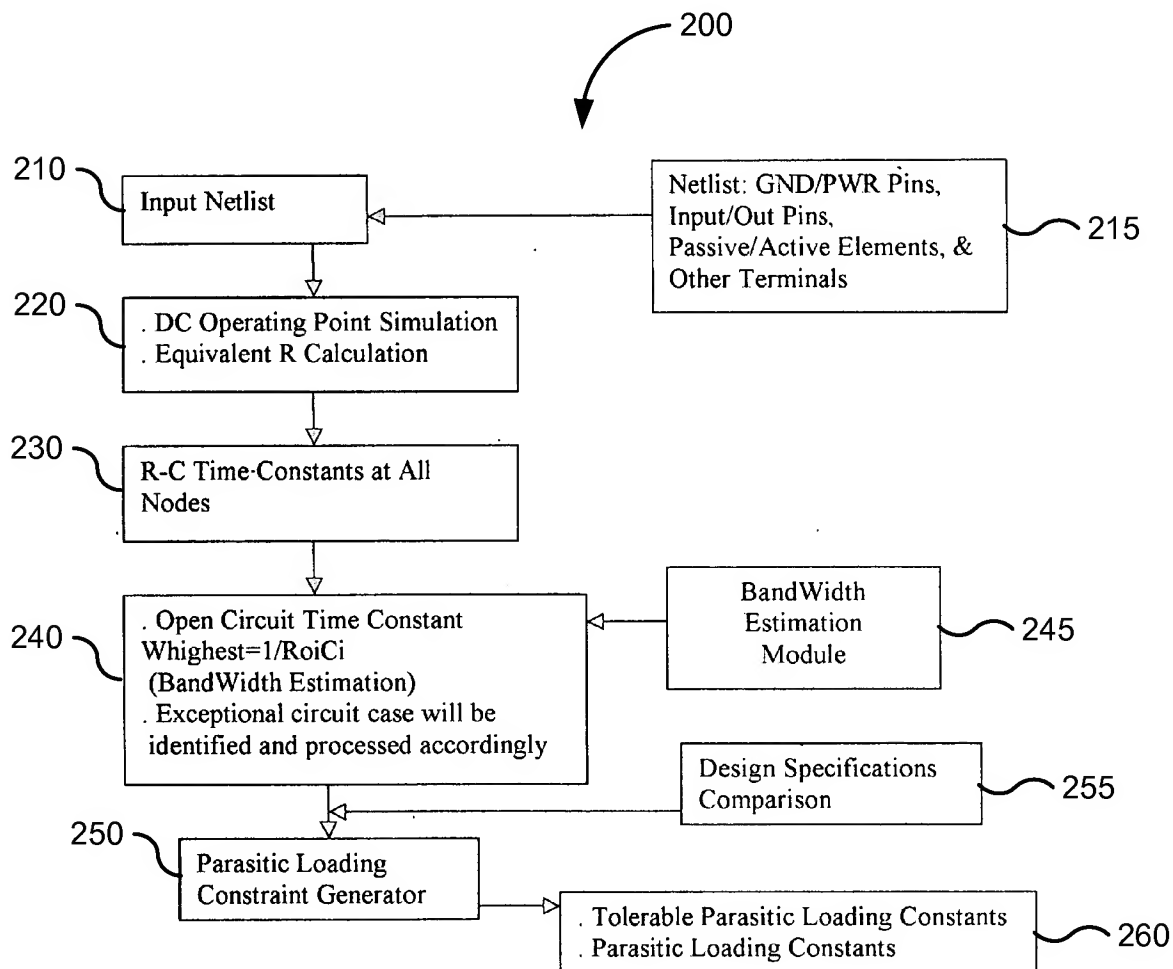 200
210
Input Netlist
Netlist: GND/PWR Pins,
Input/Out Pins,
Passive/Active Elements, &
Other Terminals
215
220
. DC Operating Point Simulation
. Equivalent R Calculation
230
R-C Time-Constants at All
Nodes
240
. Open Circuit Time Constant
Whighest=1/RoiCi
(BandWidth Estimation)
. Exceptional circuit case will be
identified and processed accordingly
BandWidth
Estimation
Module
245
Design Specifications
Comparison
255
250
Parasitic Loading
Constraint Generator
. Tolerable Parasitic Loading Constants
. Parasitic Loading Constants
260